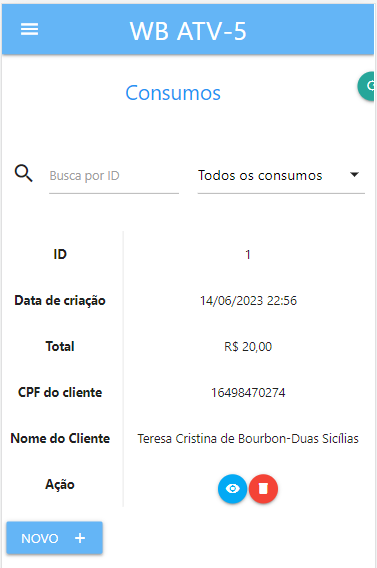 WB ATV-5
Consumos
Busca por ID
Todos os consumos
ID 1
Data de criação 14/06/2023 22:56
Total R$ 20,00
CPF do cliente 16498470274
Nome do Cliente Teresa Cristina de Bourbon-Duas Sicílias
Ação
NOVO +